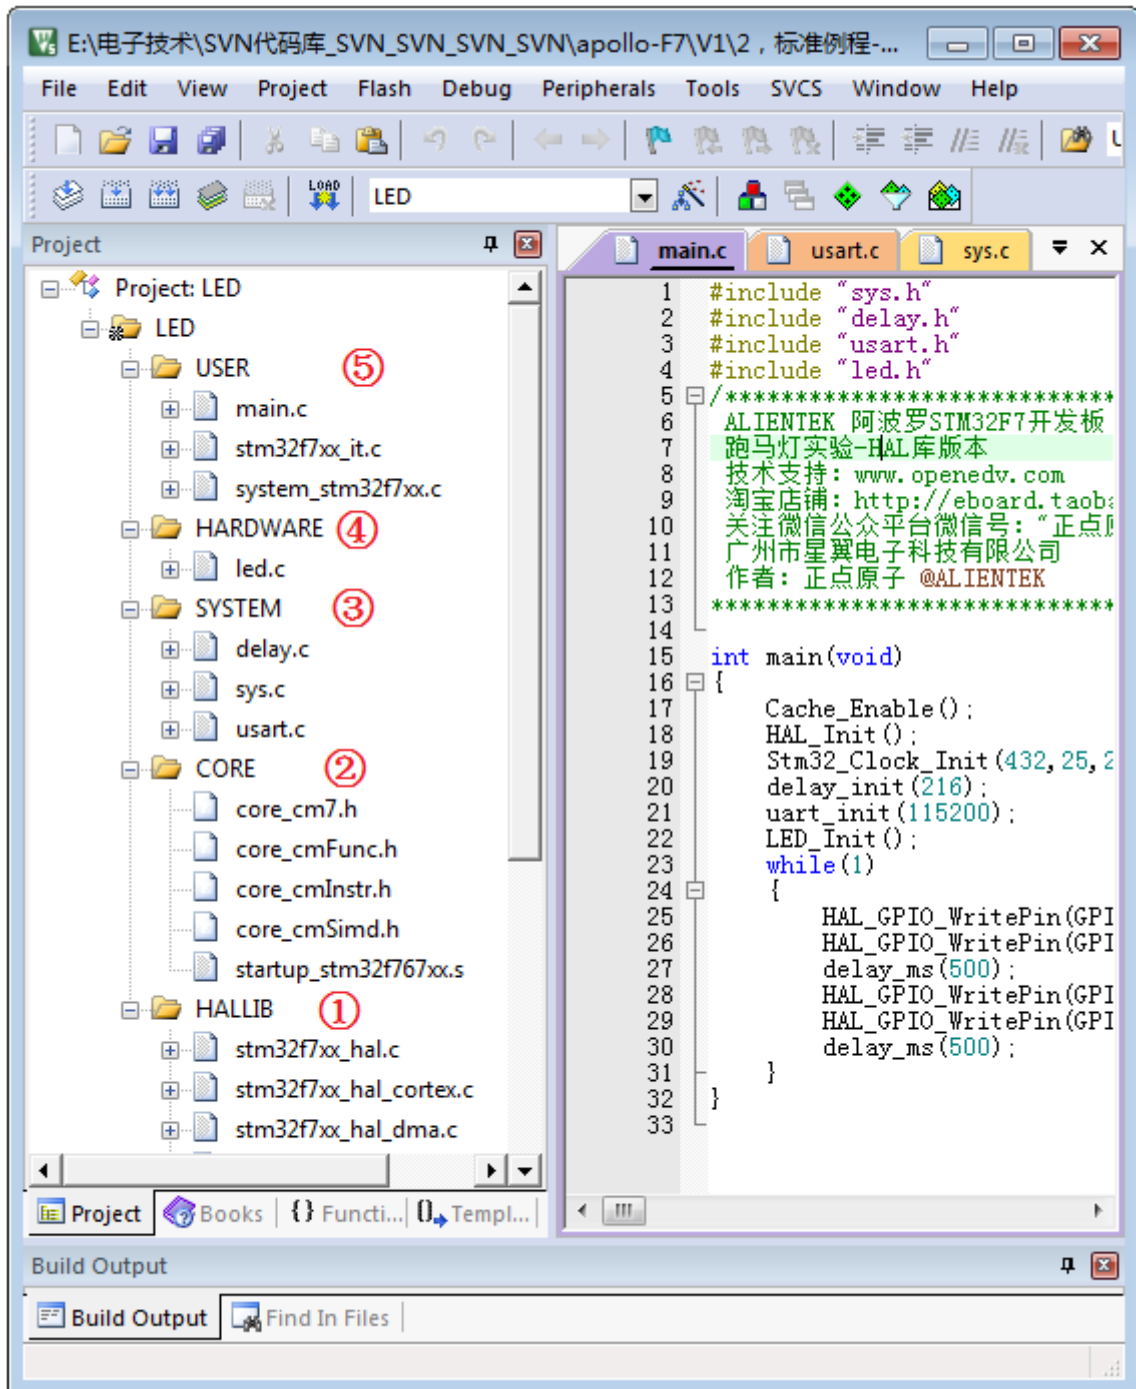 E:\电子技术\SVN代码库_SVN_SVN_SVN_SVN\apollo-F7\V1\2，标准例程-...
File Edit View Project Flash Debug Peripherals Tools SVCS Window Help
LOAD LED
Project
Project: LED
LED
USER ⑤
main.c
stm32f7xx_it.c
system_stm32f7xx.c
HARDWARE ④
led.c
SYSTEM ③
delay.c
sys.c
usart.c
CORE ②
core_cm7.h
core_cmFunc.h
core_cmInstr.h
core_cmSimd.h
startup_stm32f767xx.s
HALLIB ①
stm32f7xx_hal.c
stm32f7xx_hal_cortex.c
stm32f7xx_hal_dma.c
Project Books {} Functi... Templ...
main.c usart.c sys.c
1 #include "sys.h"
2 #include "delay.h"
3 #include "usart.h"
4 #include "led.h"
5 /*****************************
6 ALIENTEK 阿波罗STM32F7开发板
7 跑马灯实验-HAL库版本
8 技术支持：www.openedv.com
9 淘宝店铺：http://eboard.taoba
10 关注微信公众平台微信号："正点原
11 广州市星翼电子科技有限公司
12 作者：正点原子 @ALIENTEK
13 ******************************
14
15 int main(void)
16 {
17 Cache_Enable();
18 HAL_Init();
19 Stm32_Clock_Init(432,25,2
20 delay_init(216);
21 uart_init(115200);
22 LED_Init();
23 while(1)
24 {
25 HAL_GPIO_WritePin(GPI
26 HAL_GPIO_WritePin(GPI
27 delay_ms(500);
28 HAL_GPIO_WritePin(GPI
29 HAL_GPIO_WritePin(GPI
30 delay_ms(500);
31 }
32 }
33
Build Output
Build Output Find In Files